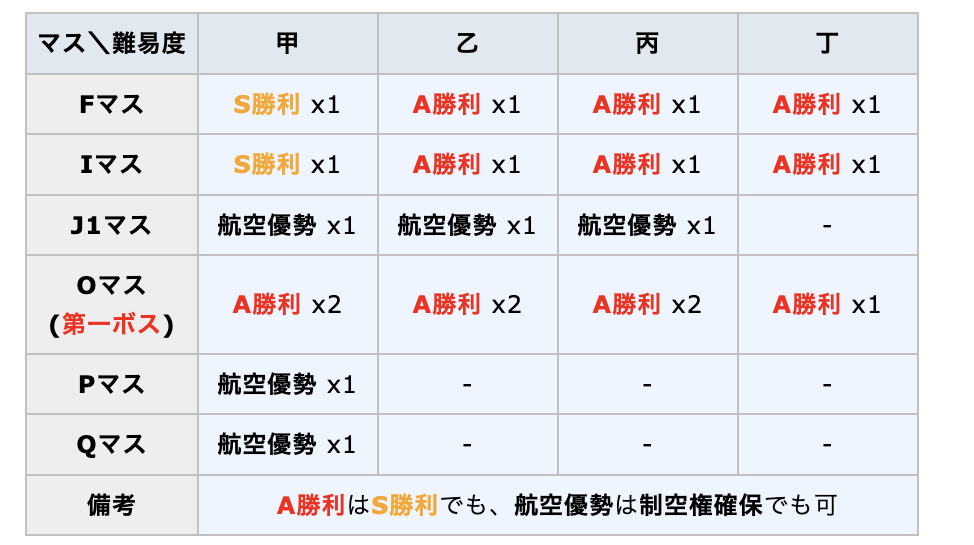 マス＼難易度 甲 乙 丙 丁
Fマス S勝利 x1 A勝利 x1 A勝利 x1 A勝利 x1
Iマス S勝利 x1 A勝利 x1 A勝利 x1 A勝利 x1
J1マス 航空優勢 x1 航空優勢 x1 航空優勢 x1 -
Oマス
(第一ボス) A勝利 x2 A勝利 x2 A勝利 x2 A勝利 x1
Pマス 航空優勢 x1 - - -
Qマス 航空優勢 x1 - - -
備考 A勝利はS勝利でも、航空優勢は制空権確保でも可